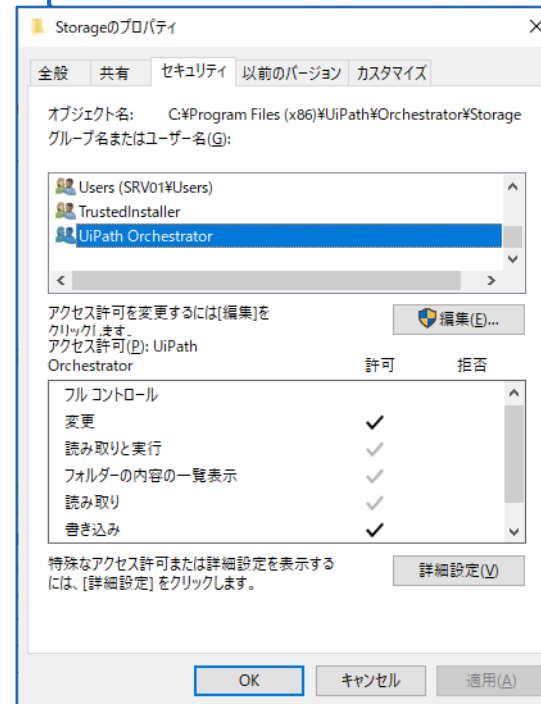 Storageのプロパティ
全般 共有 セキュリティ 以前のバージョン カスタマイズ
オブジェクト名: C:¥Program Files (x86)¥UiPath¥Orchestrator¥Storage
グループ名またはユーザー名(G):
Users (SRV01¥Users)
TrustedInstaller
UiPath Orchestrator
アクセス許可を変更するには[編集]を
クリックします。
編集(E)...
アクセス許可(P): UiPath
Orchestrator 許可 拒否
フル コントロール
変更
読み取りと実行
フォルダーの内容の一覧表示
読み取り
書き込み
特殊なアクセス許可または詳細設定を表示する
には、[詳細設定] をクリックします。
詳細設定(V)
OK キャンセル 適用(A)